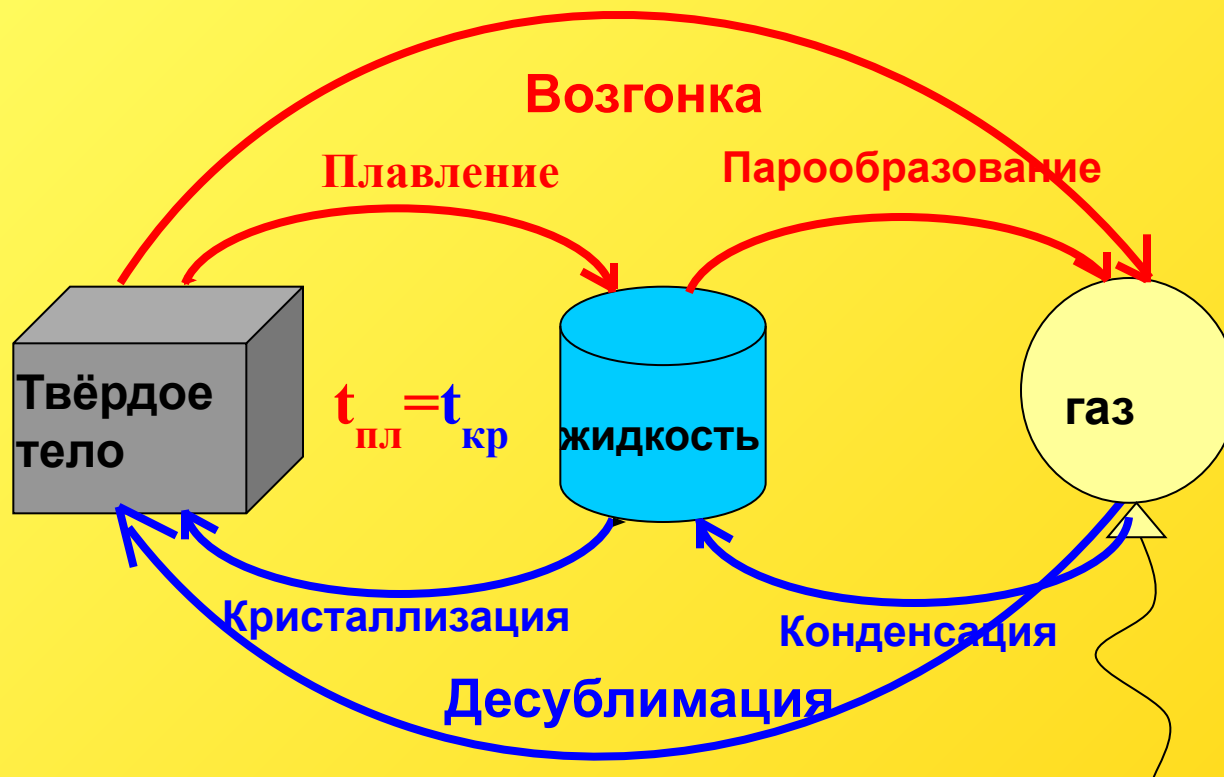 Возгонка
Плавление
Парообразование
Твёрдое
тело
tпл=tкр
жидкость
газ
Кристаллизация
Конденсация
Десублимация